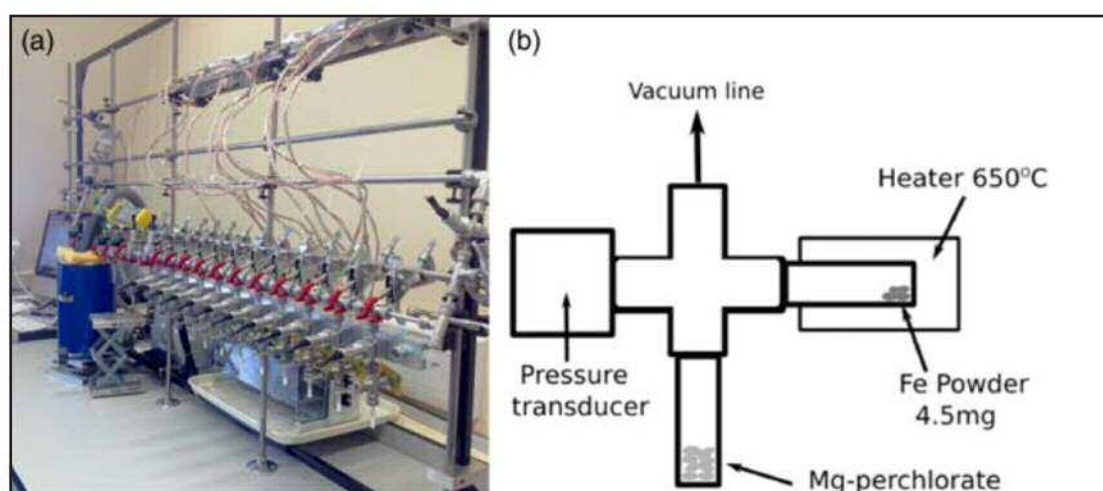 (a)
(b)
Vacuum line
Heater 650°C
Pressure
transducer
Fe Powder
4.5mg
Mg-perchlorate